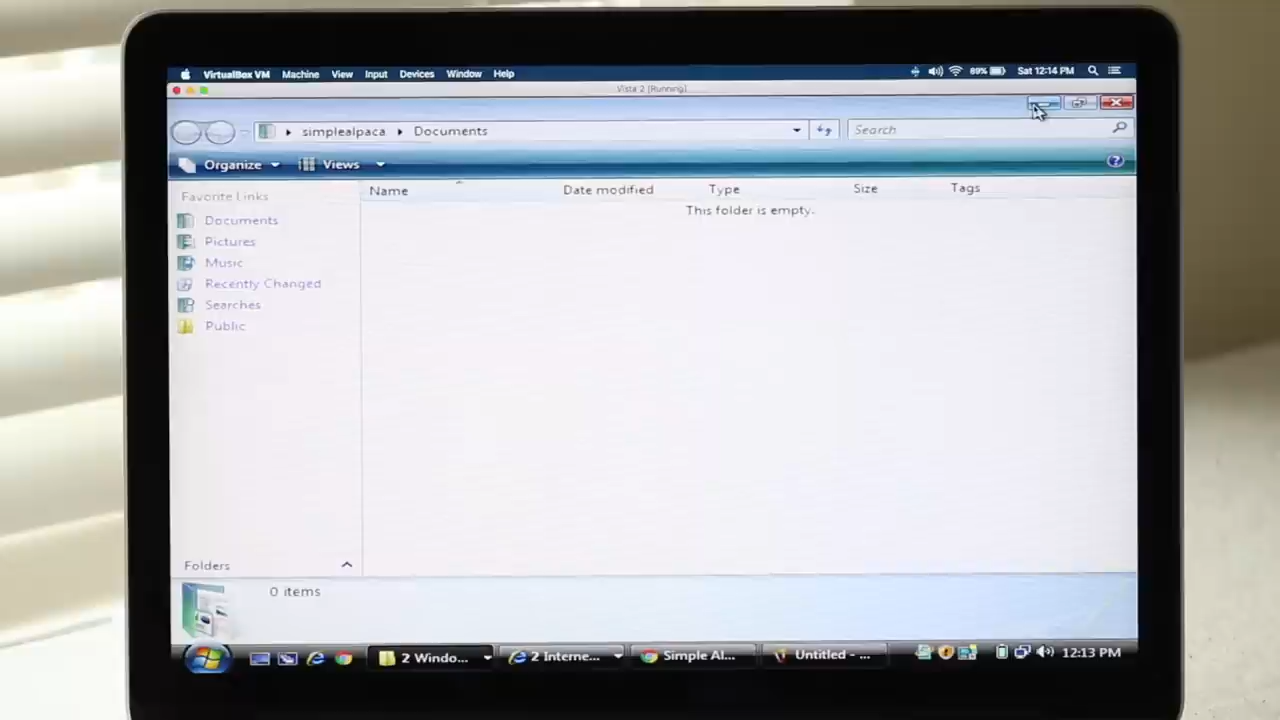 VirtualBox VM Machine View Input Devices Window Help 89% Sat 12:14 PM
Vista 2 [Running]
simplealpaca Documents Search
Organize Views
Favorite Links
Name Date modified Type Size Tags
This folder is empty.
Documents
Pictures
Music
Recently Changed
Searches
Public
Folders
0 items
2 Windo... 2 Interne... Simple Al... Untitled - ... 12:13 PM